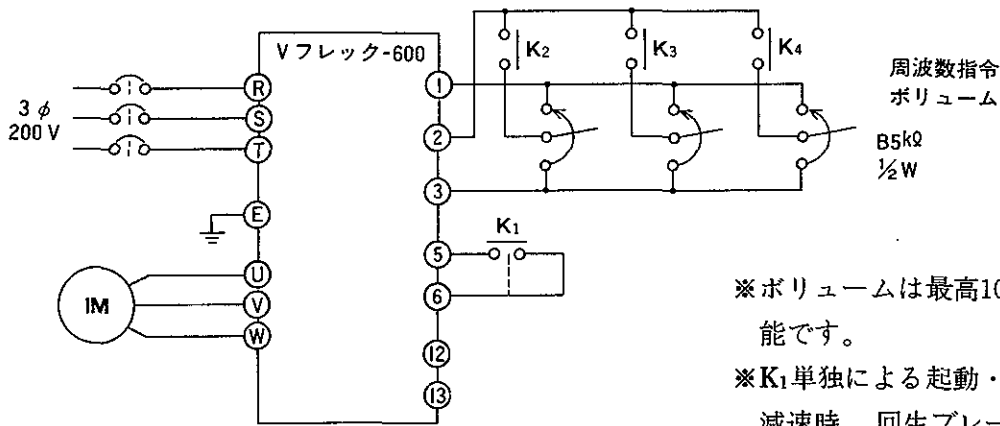 Vフレック-600
3φ
200V
R
S
T
E
U
V
W
IM
1
2
3
5
6
12
13
K₁
K₂
K₃
K₄
周波数指令
ボリューム
B5kΩ
½W
※ボリュームは最高10
能です。
※K₁単独による起動・
減速時、回生ブレー